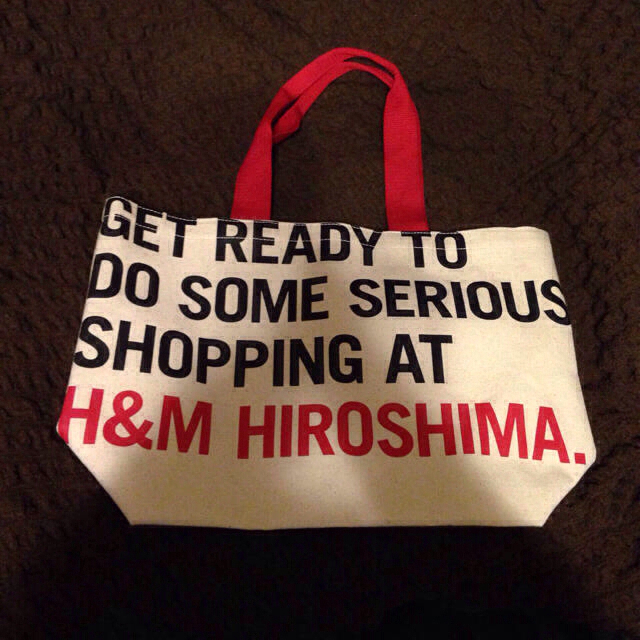 GET READY TO
DO SOME SERIOUS
SHOPPING AT
H&M HIROSHIMA.